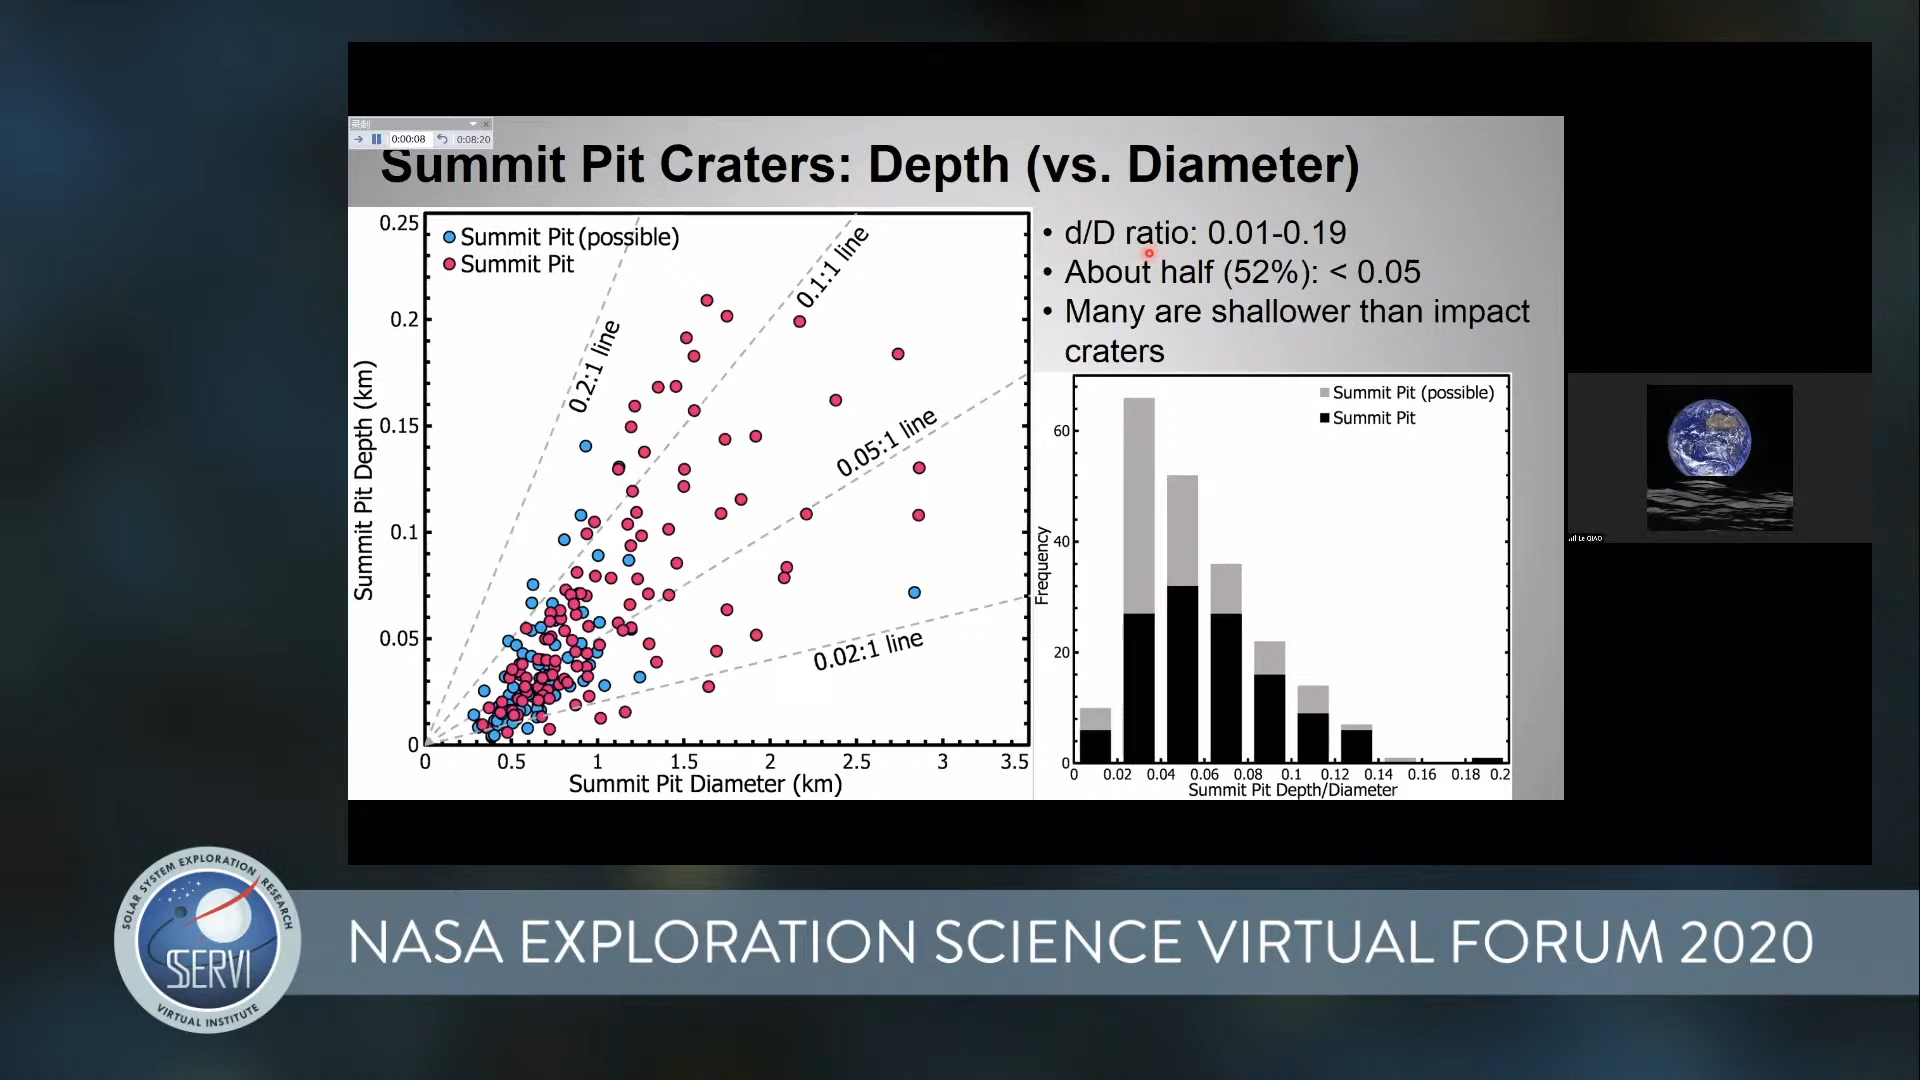 录制
0:00:08
0:08:20
Summit Pit Craters: Depth (vs. Diameter)
0.25
0.2
0.15
0.1
0.05
0
Summit Pit Depth (km)
Summit Pit (possible)
Summit Pit
0.2:1 line
0.1:1 line
0.05:1 line
0.02:1 line
0 0.5 1 1.5 2 2.5 3 3.5
Summit Pit Diameter (km)
• d/D ratio: 0.01-0.19
• About half (52%): < 0.05
• Many are shallower than impact
craters
Summit Pit (possible)
Summit Pit
60
40
20
0
Frequency
0 0.02 0.04 0.06 0.08 0.1 0.12 0.14 0.16 0.18 0.2
Summit Pit Depth/Diameter
Le QIAO
SOLAR SYSTEM EXPLORATION RESEARCH
SSERVI
VIRTUAL INSTITUTE
NASA EXPLORATION SCIENCE VIRTUAL FORUM 2020